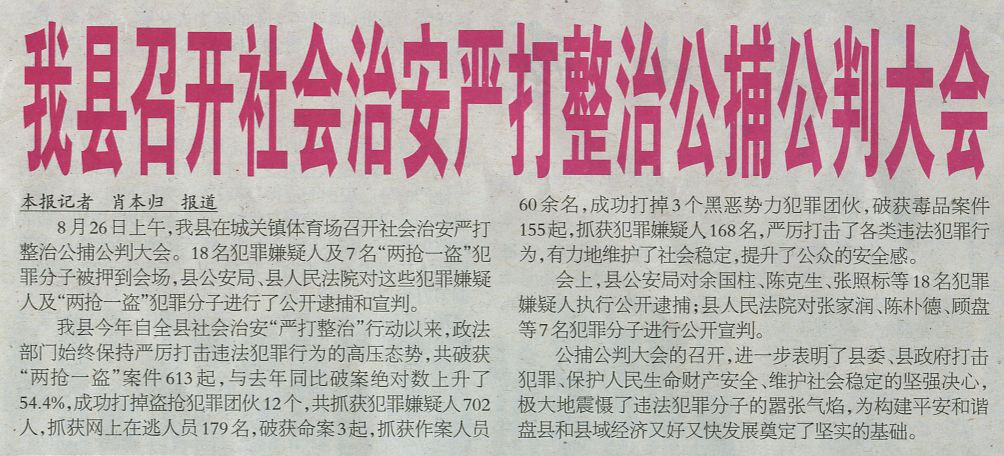 我县召开社会治安严打整治公捕公判大会
本报记者 肖本归 报道
8月26日上午，我县在城关镇体育场召开社会治安严打
整治公捕公判大会。18名犯罪嫌疑人及7名“两抢一盗”犯
罪分子被押到会场，县公安局、县人民法院对这些犯罪嫌疑
人及“两抢一盗”犯罪分子进行了公开逮捕和宣判。
我县今年自全县社会治安“严打整治”行动以来，政法
部门始终保持严厉打击违法犯罪行为的高压态势，共破获
“两抢一盗”案件613起，与去年同比破案绝对数上升了
54.4%，成功打掉盗抢犯罪团伙12个，共抓获犯罪嫌疑人702
人，抓获网上在逃人员179名，破获命案3起，抓获作案人员
60余名，成功打掉3个黑恶势力犯罪团伙，破获毒品案件
155起，抓获犯罪嫌疑人168名，严厉打击了各类违法犯罪行
为，有力地维护了社会稳定，提升了公众的安全感。
会上，县公安局对余国柱、陈克生、张照标等18名犯罪
嫌疑人执行公开逮捕；县人民法院对张家润、陈朴德、顾盘
等7名犯罪分子进行公开宣判。
公捕公判大会的召开，进一步表明了县委、县政府打击
犯罪、保护人民生命财产安全、维护社会稳定的坚强决心，
极大地震慑了违法犯罪分子的嚣张气焰，为构建平安和谐
盘县和县域经济又好又快发展奠定了坚实的基础。